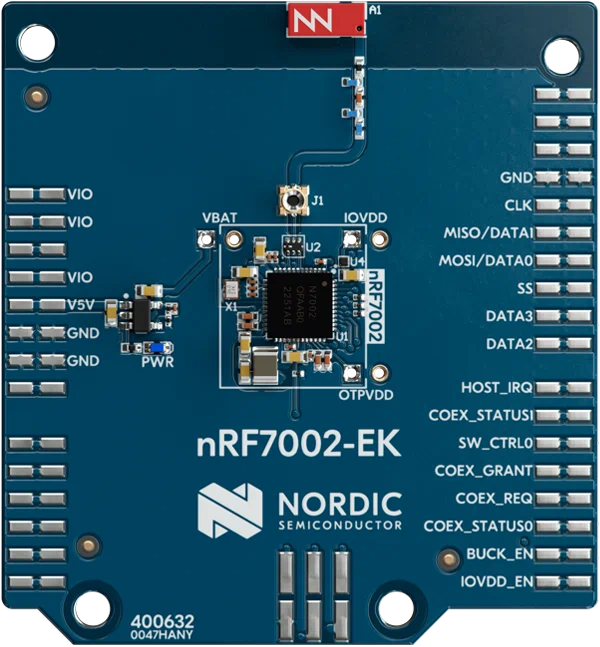 A1
GND
CLK
MISO/DATA1
MOSI/DATA0
SS
DATA3
DATA2
HOST_IRQ
COEX_STATUS1
SW_CTRL0
COEX_GRANT
COEX_REQ
COEX_STATUS0
BUCK_EN
IOVDD_EN
VIO
VIO
VIO
V5V
GND
GND
PWR
J1
VBAT
IOVDD
U2
U4
X1
N7002
QFAAB0
2251AB
U1
nRF7002
OTPVDD
nRF7002-EK
NORDIC
SEMICONDUCTOR
400632
0047HANY